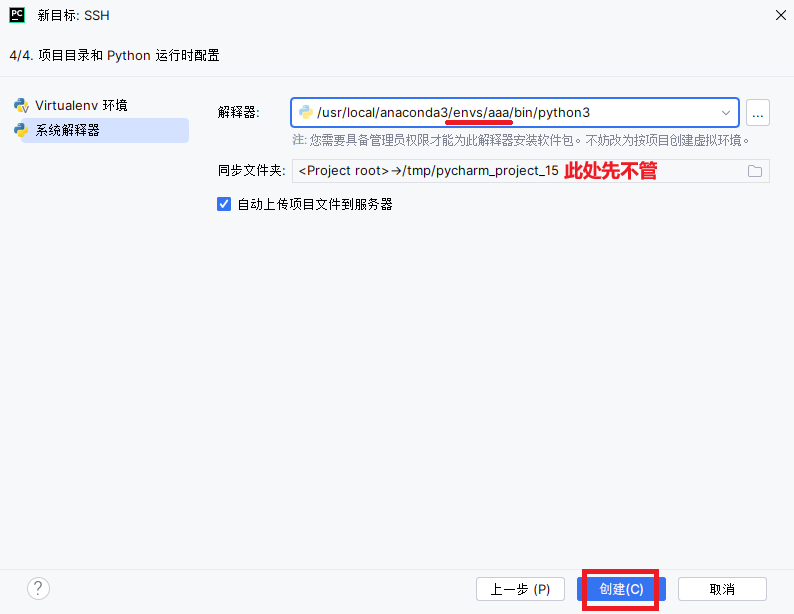 PC 新目标: SSH
4/4. 项目目录和 Python 运行时配置
Virtualenv 环境
系统解释器
解释器: /usr/local/anaconda3/envs/aaa/bin/python3 ...
注: 您需要具备管理员权限才能为此解释器安装软件包。不妨改为按项目创建虚拟环境。
同步文件夹: <Project root>→/tmp/pycharm_project_15 此处先不管
自动上传项目文件到服务器
? 上一步 (P) 创建(C) 取消